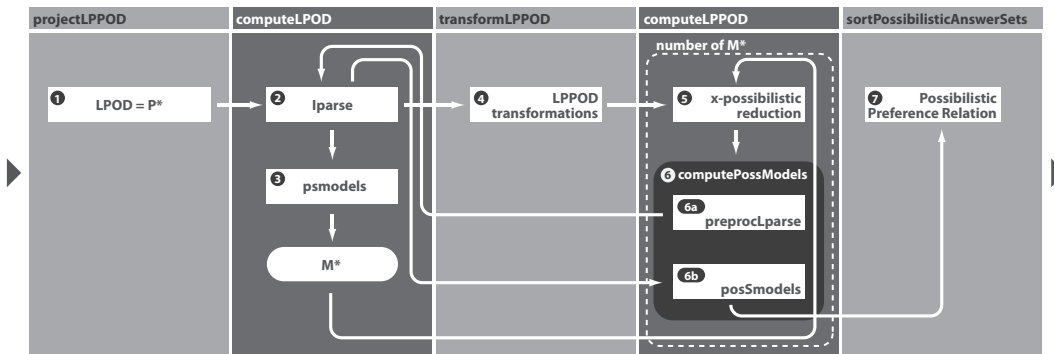 projectLPPOD
computeLPOD
transformLPPOD
computeLPPOD
sortPossibilisticAnswerSets
number of M*
1 LPOD = P*
2 lparse
4 LPPOD
transformations
5 x-possibilistic
reduction
7 Possibilistic
Preference Relation
3 psmodels
M*
6 computePossModels
6a
preprocLparse
6b
posSmodels